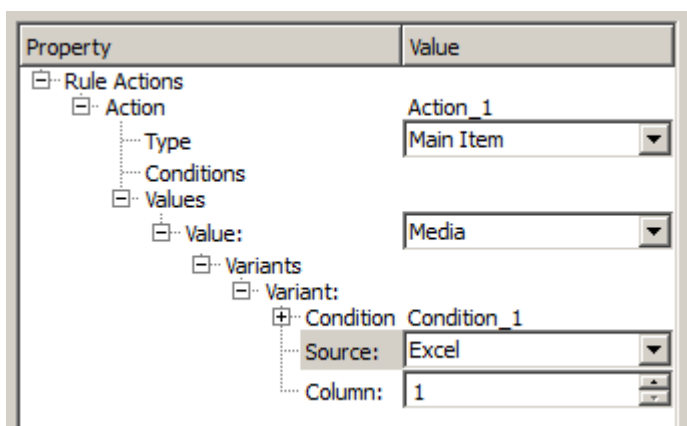 Property Value
Rule Actions
Action Action_1
Type Main Item
Conditions
Values
Value: Media
Variants
Variant:
Condition Condition_1
Source: Excel
Column: 1